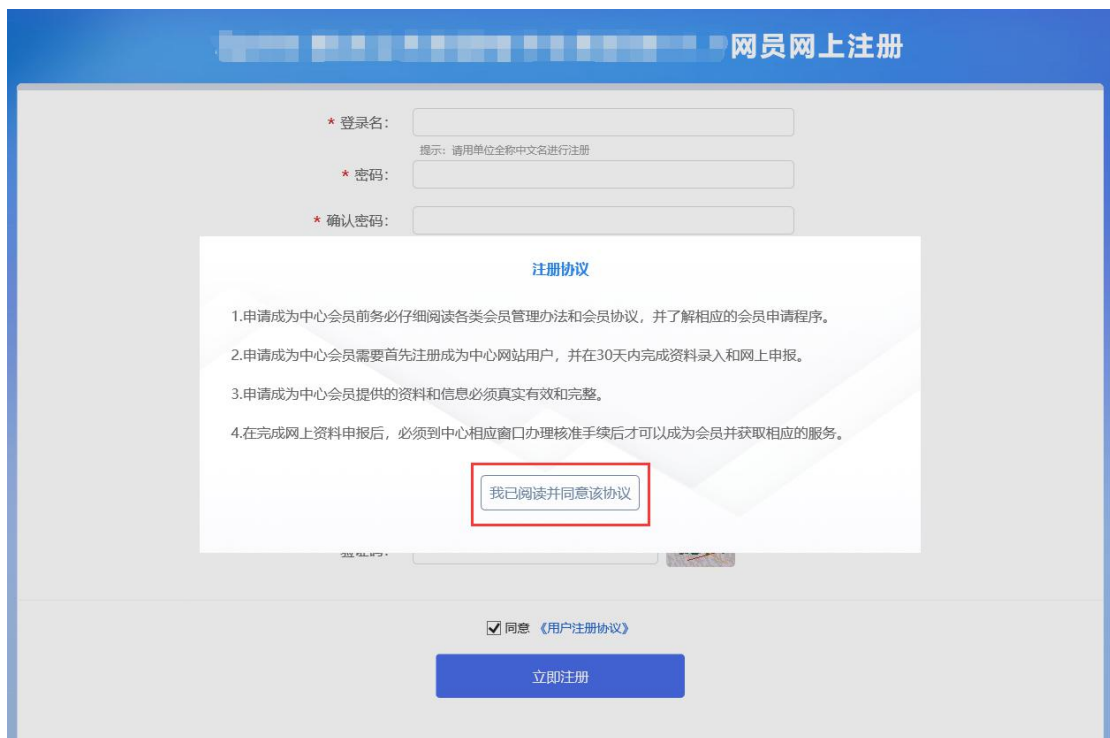 网员网上注册
* 登录名:
提示: 请用单位全称中文名进行注册
* 密码:
* 确认密码:
注册协议
1.申请成为中心会员前务必仔细阅读各类会员管理办法和会员协议，并了解相应的会员申请程序。
2.申请成为中心会员需要首先注册成为中心网站用户，并在30天内完成资料录入和网上申报。
3.申请成为中心会员提供的资料和信息必须真实有效和完整。
4.在完成网上资料申报后，必须到中心相应窗口办理核准手续后才可以成为会员并获取相应的服务。
我已阅读并同意该协议
验证码:
同意 《用户注册协议》
立即注册